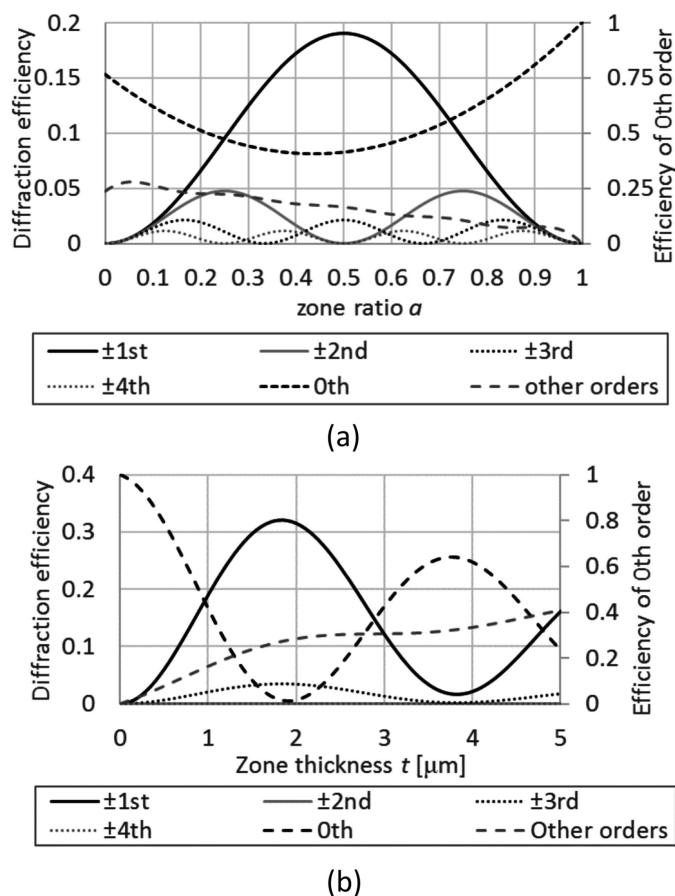 (a)
0.2
0.15
0.1
0.05
0
Diffraction efficiency
1
0.75
0.5
0.25
0
Efficiency of 0th order
0 0.1 0.2 0.3 0.4 0.5 0.6 0.7 0.8 0.9 1
zone ratio a
±1st ±2nd ±3rd
±4th 0th other orders
(a)
0.4
0.3
0.2
0.1
0
Diffraction efficiency
1
0.8
0.6
0.4
0.2
0
Efficiency of 0th order
0 1 2 3 4 5
Zone thickness t [µm]
±1st ±2nd ±3rd
±4th 0th Other orders
(b)